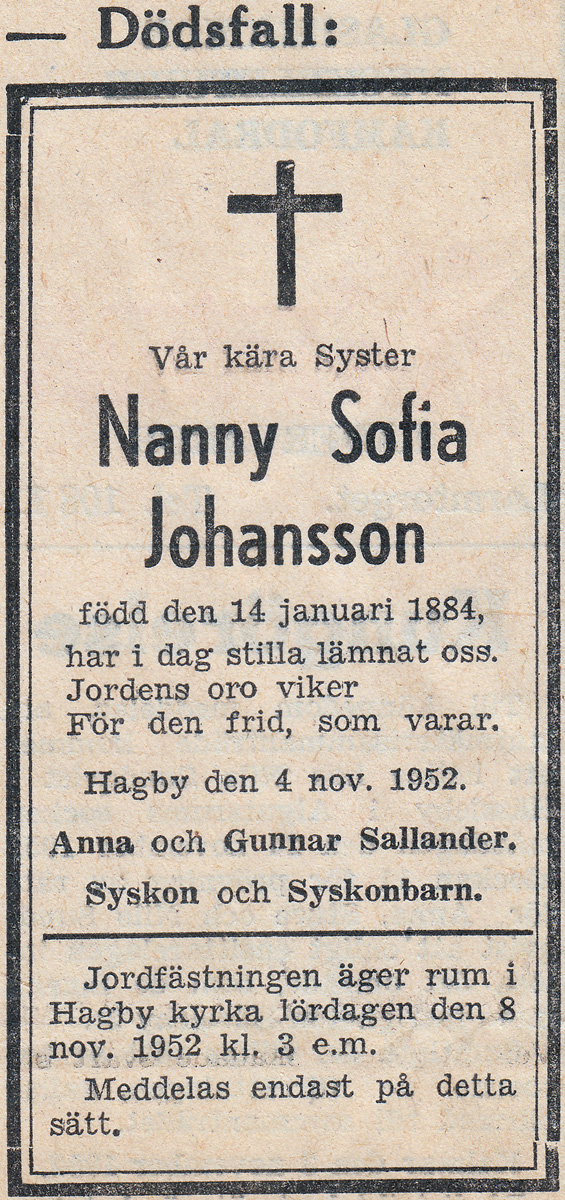 — Dödsfall:
Vår kära Syster
Nanny Sofia
Johansson
född den 14 januari 1884,
har i dag stilla lämnat oss.
Jordens oro viker
För den frid, som varar.
Hagby den 4 nov. 1952.
Anna och Gunnar Sallander.
Syskon och Syskonbarn.
Jordfästningen äger rum i
Hagby kyrka lördagen den 8
nov. 1952 kl. 3 e.m.
Meddelas endast på detta
sätt.